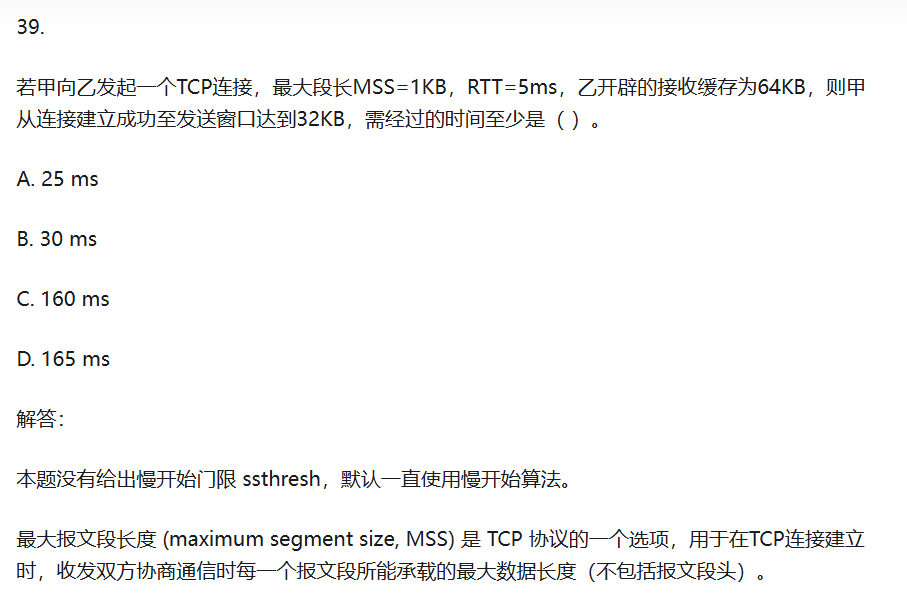 39.
若甲向乙发起一个TCP连接，最大段长MSS=1KB，RTT=5ms，乙开辟的接收缓存为64KB，则甲
从连接建立成功至发送窗口达到32KB，需经过的时间至少是（ ）。
A. 25 ms
B. 30 ms
C. 160 ms
D. 165 ms
解答：
本题没有给出慢开始门限 ssthresh，默认一直使用慢开始算法。
最大报文段长度 (maximum segment size, MSS) 是 TCP 协议的一个选项，用于在TCP连接建立
时，收发双方协商通信时每一个报文段所能承载的最大数据长度（不包括报文段头）。